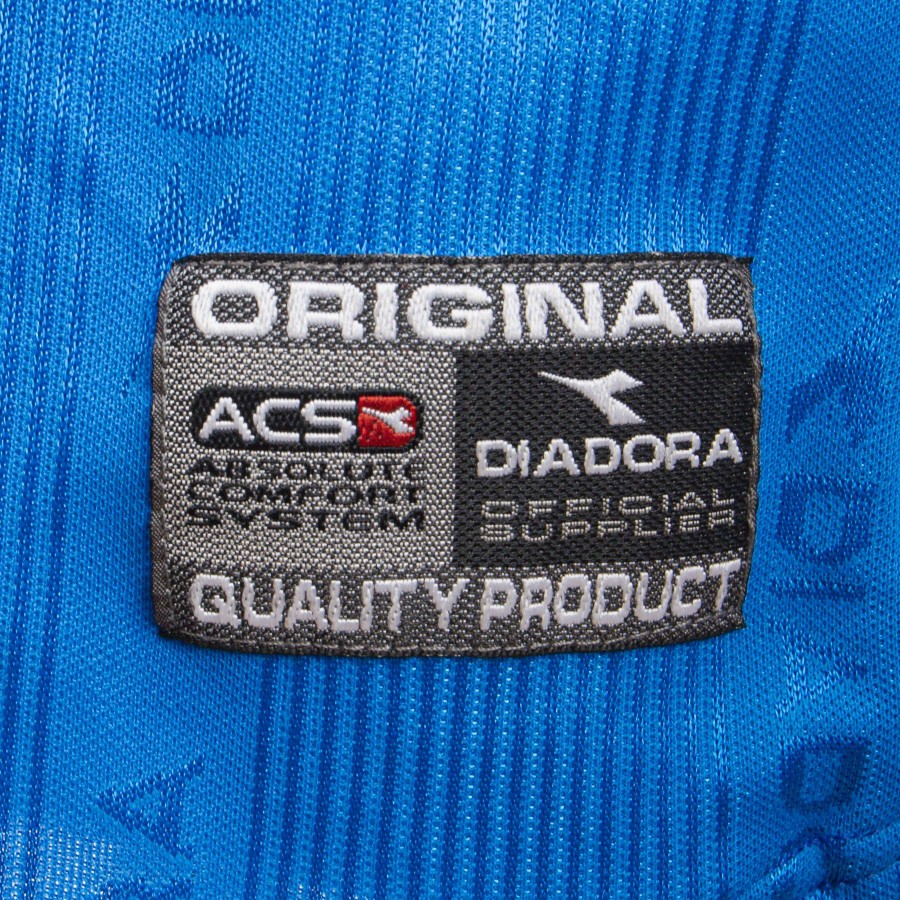 ORIGINAL
ACS
ABSOLUTE
COMFORT
SYSTEM
DIADORA
OFFICIAL
SUPPLIER
QUALITY PRODUCT